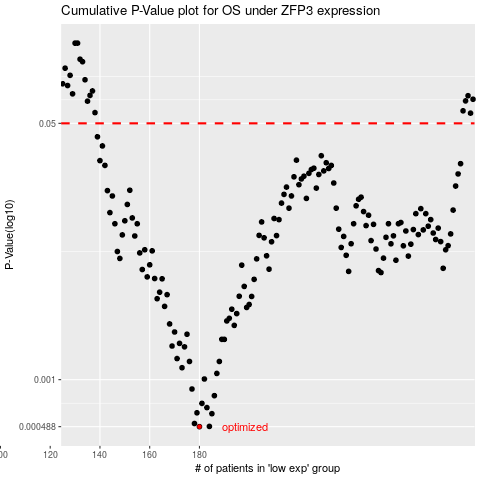 Cumulative P-Value plot for OS under ZFP3 expression
P-Value(log10)
0.05
0.001
0.000488
optimized
00 120 140 160 180
# of patients in 'low exp' group